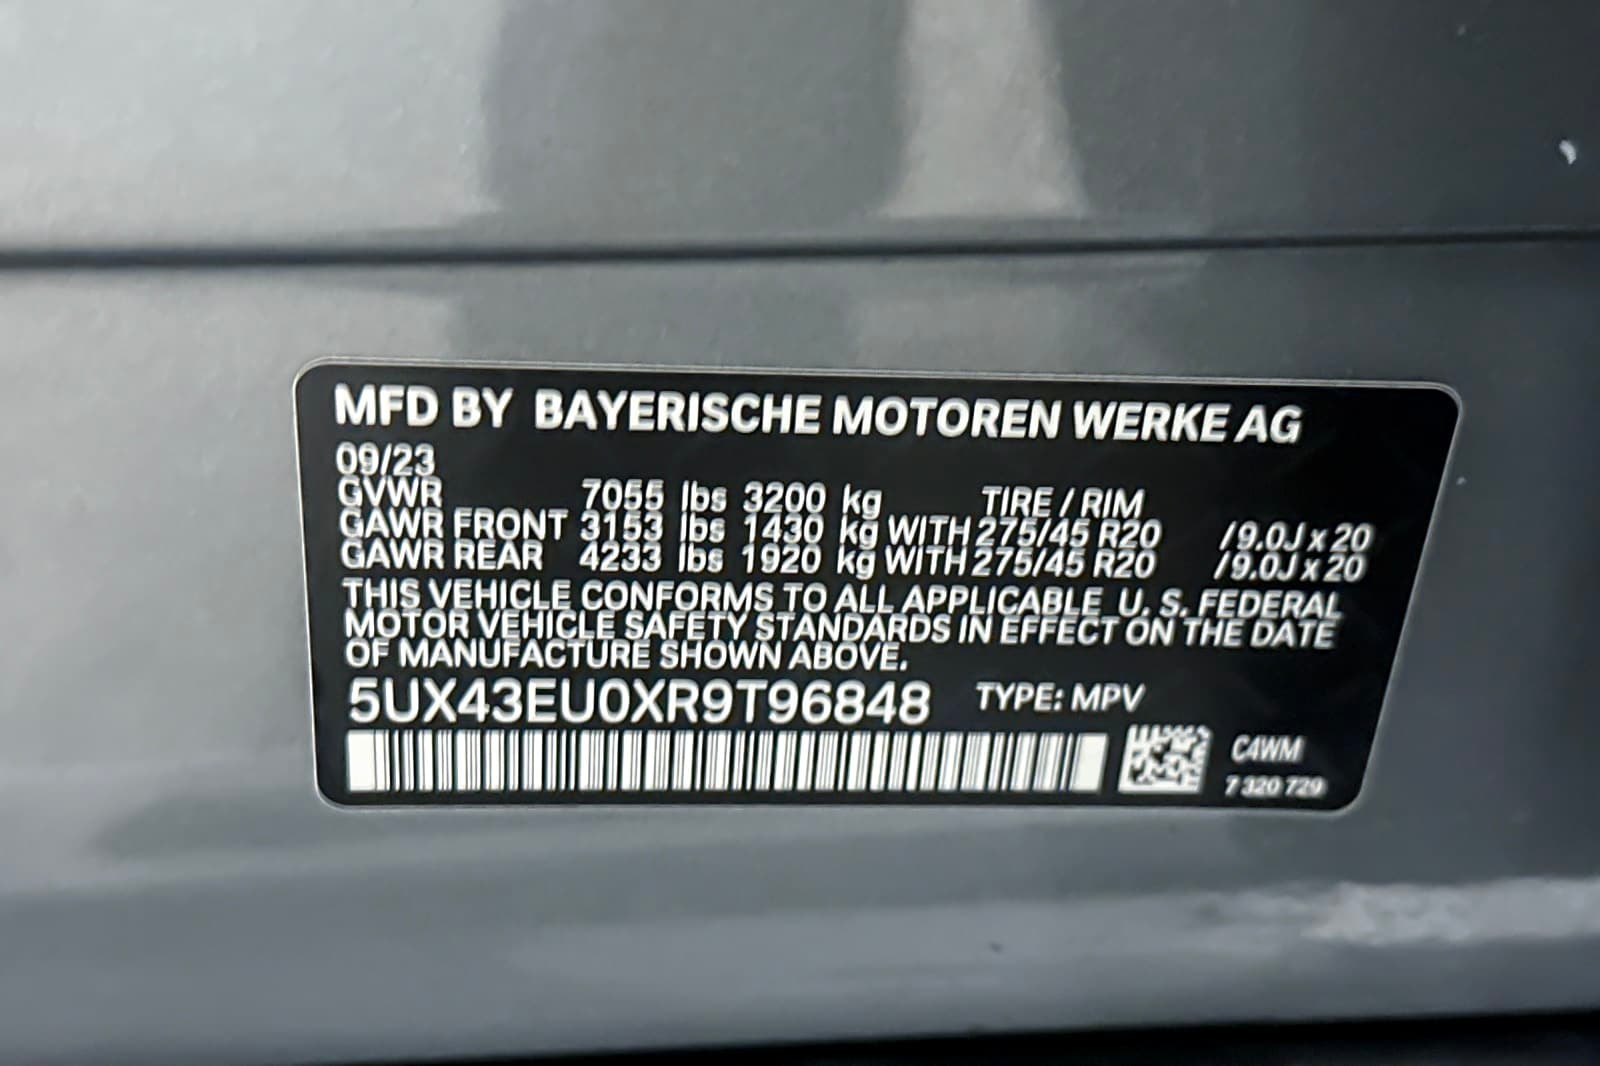 MFD BY BAYERISCHE MOTOREN WERKE AG
09/23
GVWR 7055 lbs 3200 kg TIRE / RIM
GAWR FRONT 3153 lbs 1430 kg WITH 275/45 R20 /9.0J x 20
GAWR REAR 4233 lbs 1920 kg WITH 275/45 R20 /9.0J x 20
THIS VEHICLE CONFORMS TO ALL APPLICABLE U. S. FEDERAL
MOTOR VEHICLE SAFETY STANDARDS IN EFFECT ON THE DATE
OF MANUFACTURE SHOWN ABOVE.
5UX43EU0XR9T96848 TYPE: MPV
C4WM
7 320 729